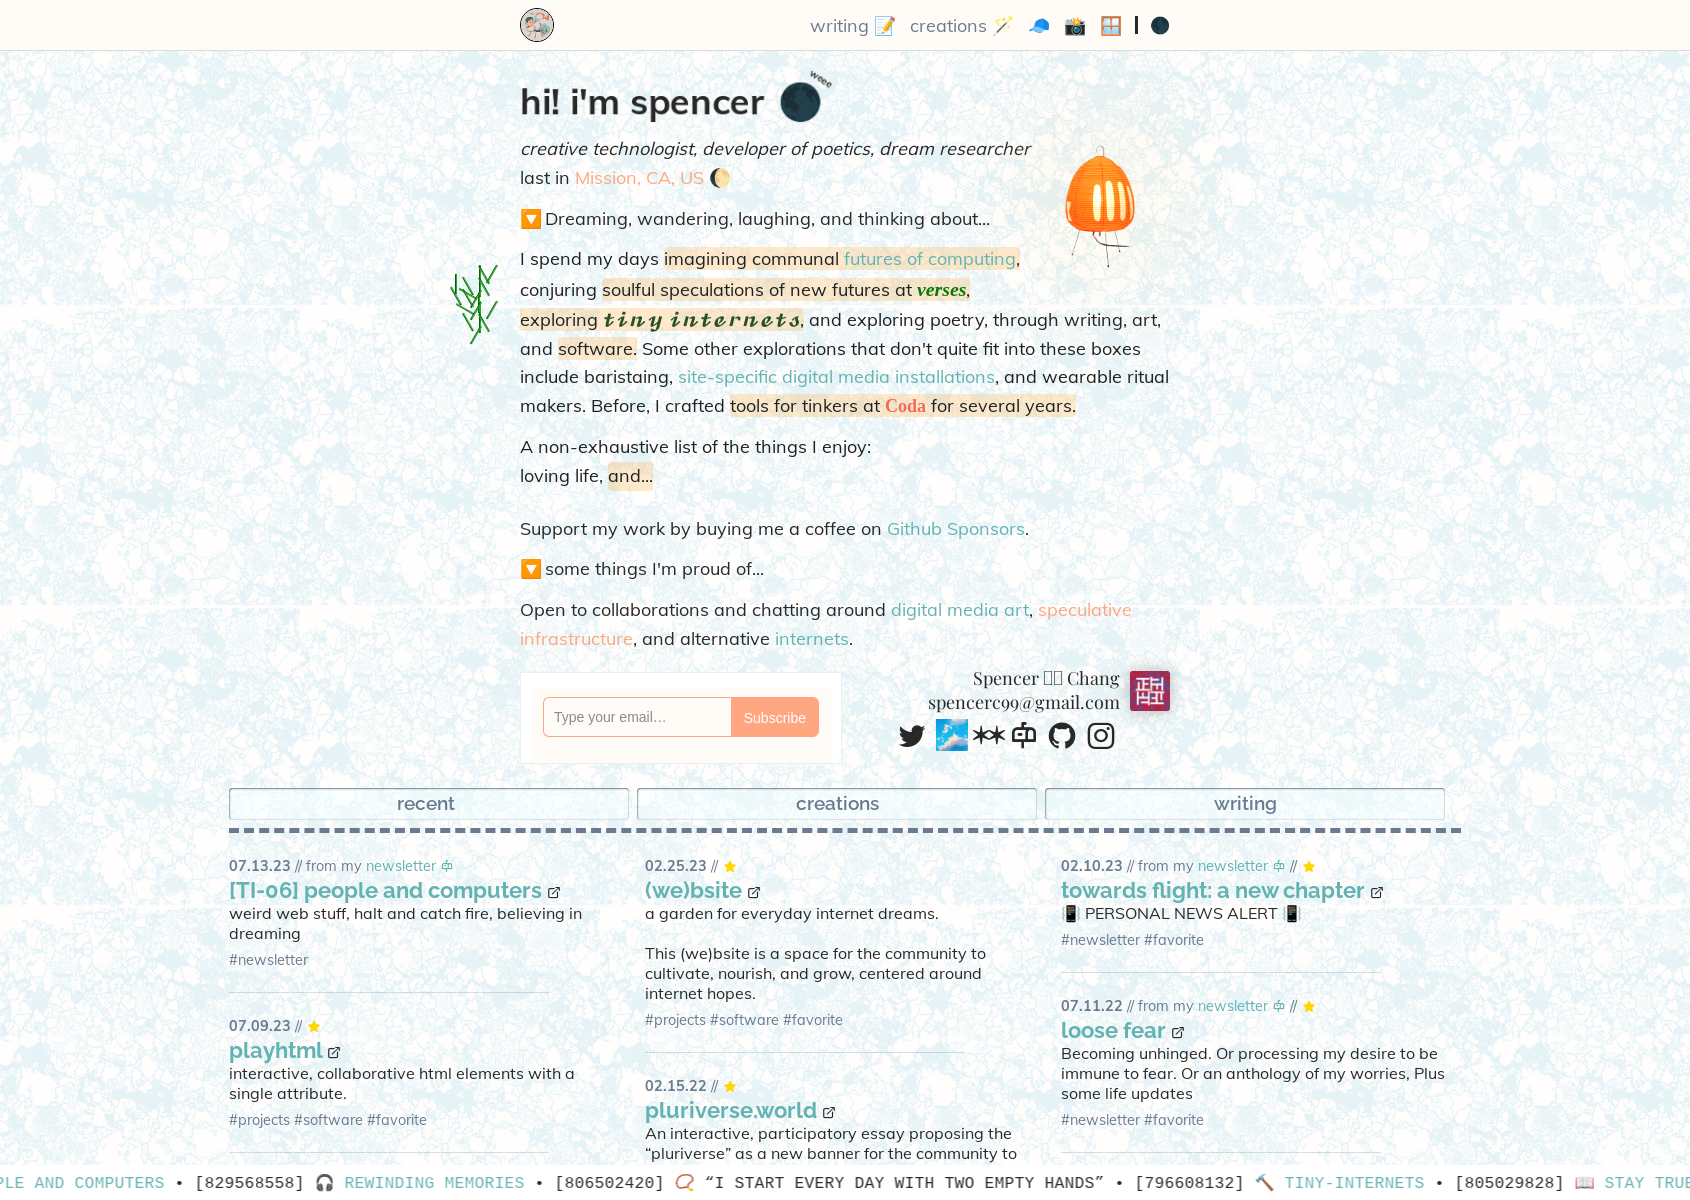 writing 📝 creations 🪄 🧢 📸 🪟 | 🌑
weee
hi! i'm spencer 🌑
creative technologist, developer of poetics, dream researcher
last in Mission, CA, US 🌔
🔽 Dreaming, wandering, laughing, and thinking about...
I spend my days imagining communal futures of computing,
conjuring soulful speculations of new futures at verses,
exploring tiny internets, and exploring poetry, through writing, art,
and software. Some other explorations that don't quite fit into these boxes
include baristaing, site-specific digital media installations, and wearable ritual
makers. Before, I crafted tools for tinkers at Coda for several years.
A non-exhaustive list of the things I enjoy:
loving life, and...
Support my work by buying me a coffee on Github Sponsors.
🔽 some things I'm proud of...
Open to collaborations and chatting around digital media art, speculative
infrastructure, and alternative internets.
Type your email... Subscribe
Spencer Chang
spencerc99@gmail.com
recent
creations
writing
07.13.23 // from my newsletter
[TI-06] people and computers
weird web stuff, halt and catch fire, believing in
dreaming
#newsletter
07.09.23 // ⭐
playhtml
interactive, collaborative html elements with a
single attribute.
#projects #software #favorite
02.25.23 // ⭐
(we)bsite
a garden for everyday internet dreams.
This (we)bsite is a space for the community to
cultivate, nourish, and grow, centered around
internet hopes.
#projects #software #favorite
02.15.22 // ⭐
pluriverse.world
An interactive, participatory essay proposing the
“pluriverse” as a new banner for the community to
02.10.23 // from my newsletter // ⭐
towards flight: a new chapter
📳 PERSONAL NEWS ALERT 📳
#newsletter #favorite
07.11.22 // from my newsletter // ⭐
loose fear
Becoming unhinged. Or processing my desire to be
immune to fear. Or an anthology of my worries, Plus
some life updates
#newsletter #favorite
PLE AND COMPUTERS • [829568558] 🎧 REWINDING MEMORIES • [806502420] 📿 “I START EVERY DAY WITH TWO EMPTY HANDS” • [796608132] 🔨 TINY-INTERNETS • [805029828] 📖 STAY TRUE